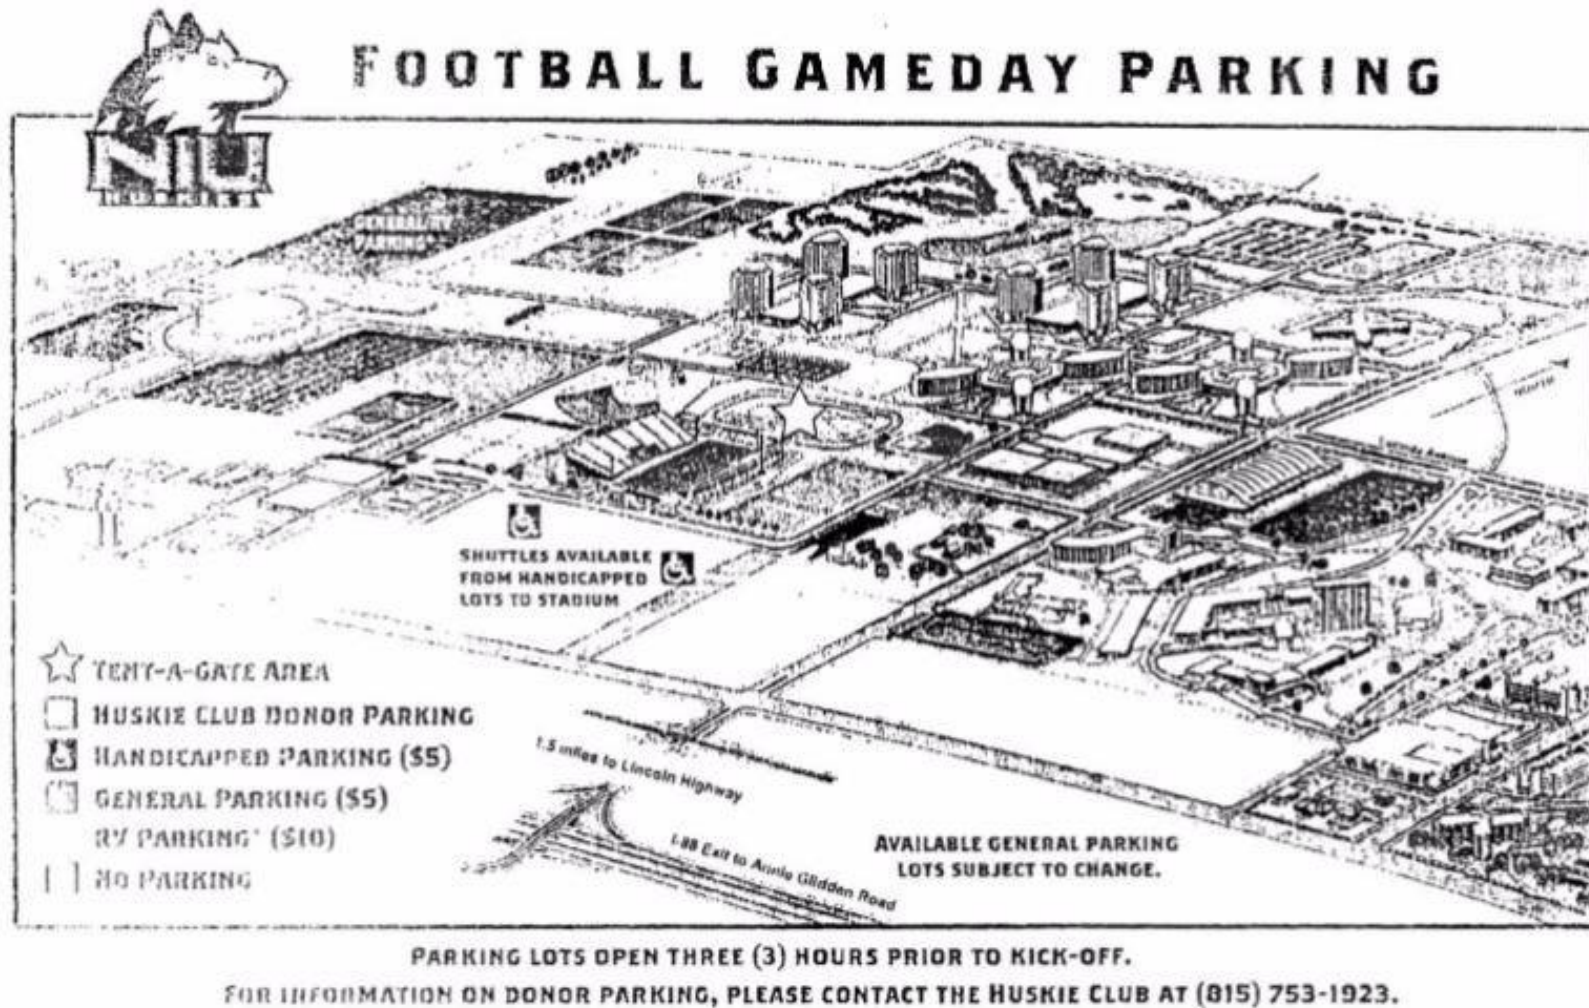 FOOTBALL GAMEDAY PARKING
NIU
HUSKIES
PARKING
SHUTTLES AVAILABLE
FROM HANDICAPPED
LOTS TO STADIUM
TENT-A-GATE AREA
HUSKIE CLUB DONOR PARKING
HANDICAPPED PARKING ($5)
GENERAL PARKING ($5)
RV PARKING* ($10)
NO PARKING
1.5 miles to Lincoln Highway
I-88 Exit to Annie Glidden Road
AVAILABLE GENERAL PARKING
LOTS SUBJECT TO CHANGE.
PARKING LOTS OPEN THREE (3) HOURS PRIOR TO KICK-OFF.
FOR INFORMATION ON DONOR PARKING, PLEASE CONTACT THE HUSKIE CLUB AT (815) 753-1923.